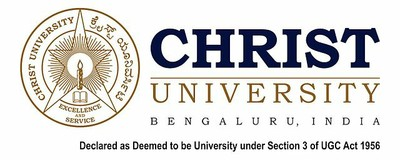 CHRIST UNIVERSITY
ಕ್ರೈಸ್ಟ್ ಯೂನಿವರ್ಸಿಟಿ
EXCELLENCE
AND
SERVICE
CHRIST
UNIVERSITY
BENGALURU, INDIA
Declared as Deemed to be University under Section 3 of UGC Act 1956